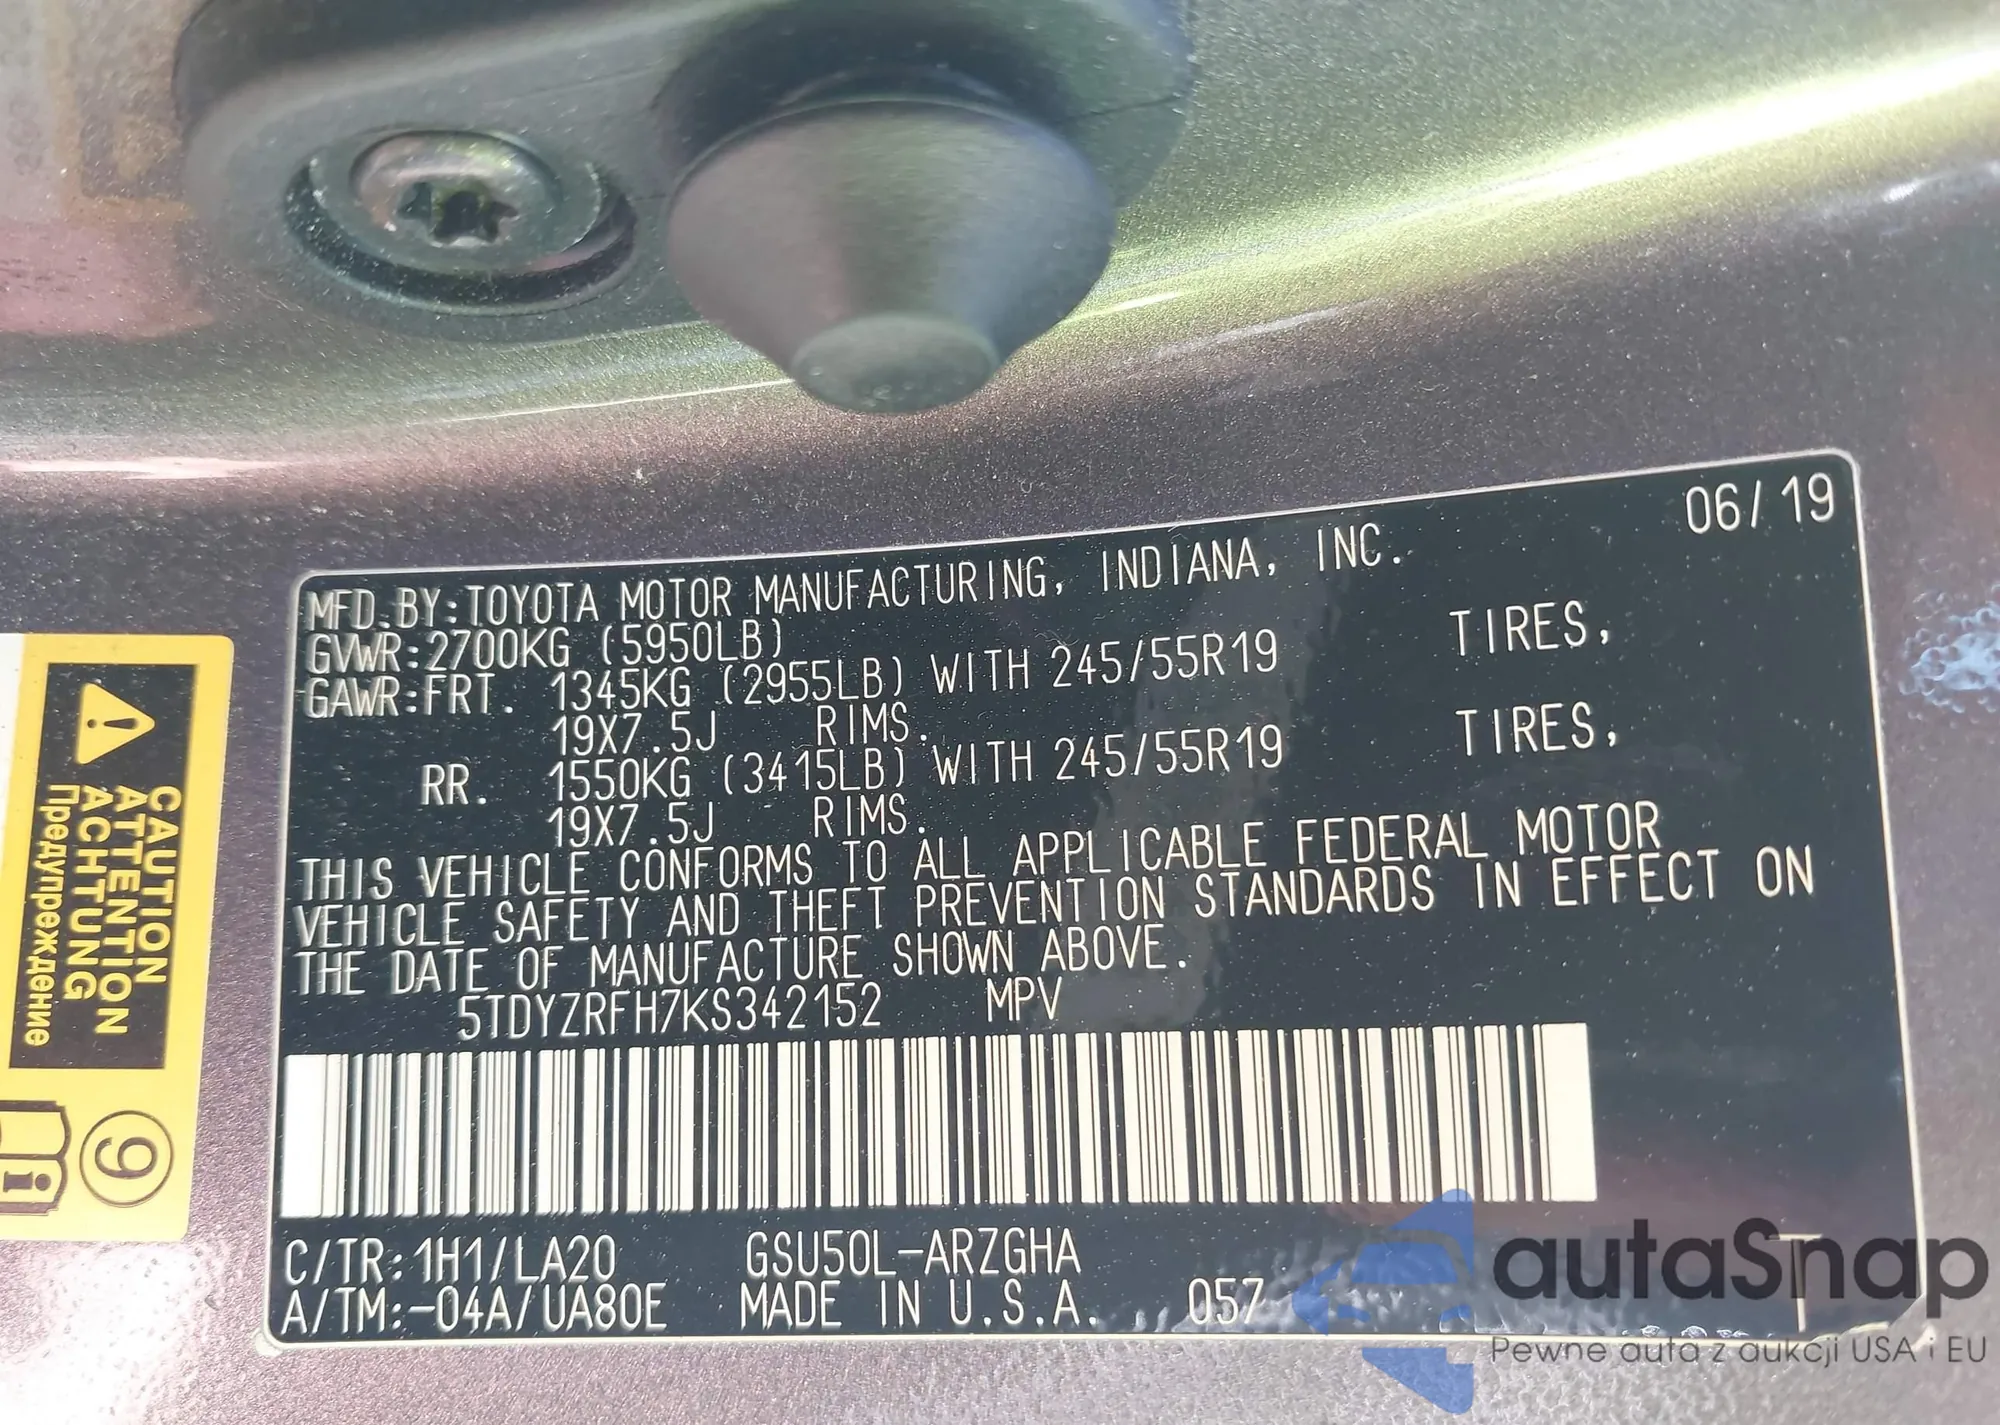 06/19
MFD.BY:TOYOTA MOTOR MANUFACTURING, INDIANA, INC.
GVWR:2700KG (5950LB)
GAWR:FRT. 1345KG (2955LB) WITH 245/55R19 TIRES,
19X7.5J RIMS.
RR. 1550KG (3415LB) WITH 245/55R19 TIRES,
19X7.5J RIMS.
THIS VEHICLE CONFORMS TO ALL APPLICABLE FEDERAL MOTOR
VEHICLE SAFETY AND THEFT PREVENTION STANDARDS IN EFFECT ON
THE DATE OF MANUFACTURE SHOWN ABOVE.
5TDYZRFH7KS342152 MPV
C/TR:1H1/LA20 GSU50L-ARZGHA
A/TM:-04A/UA80E MADE IN U.S.A. 057 T
CAUTION
ATTENTION
ACHTUNG
Предупреждение
9
i
autaSnap
Pewne auta z aukcji USA i EU